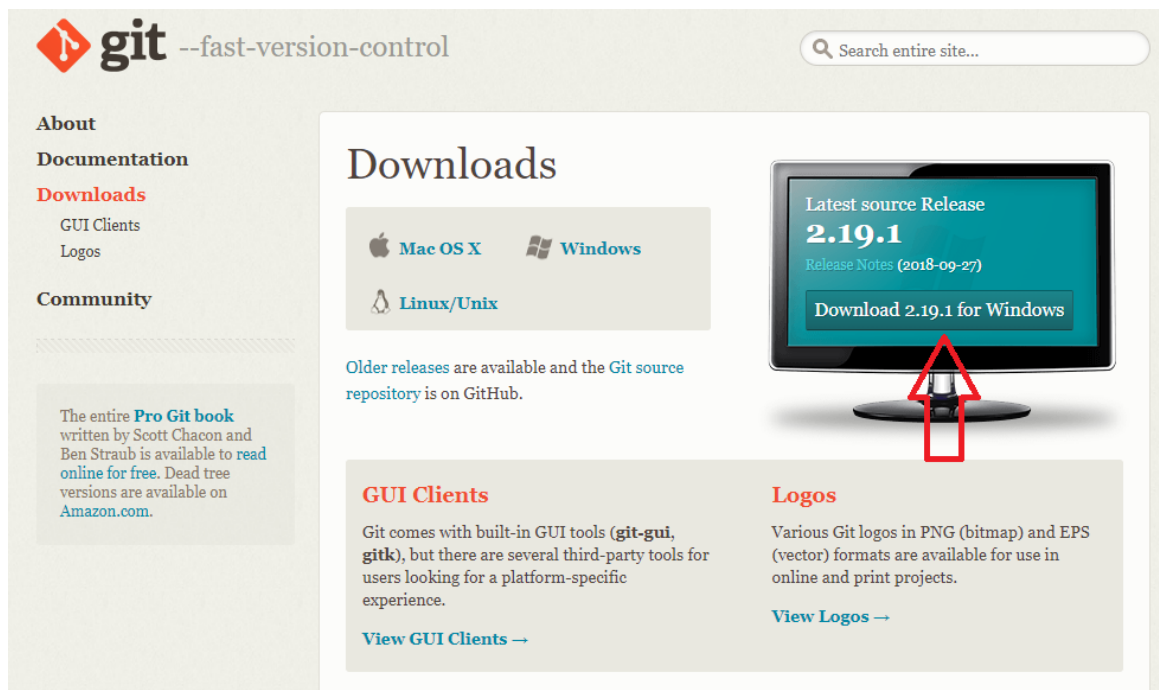 git --fast-version-control
Search entire site...
About
Documentation
Downloads
GUI Clients
Logos
Community
The entire Pro Git book
written by Scott Chacon and
Ben Straub is available to read
online for free. Dead tree
versions are available on
Amazon.com.
Downloads
Mac OS X
Windows
Linux/Unix
Older releases are available and the Git source
repository is on GitHub.
Latest source Release
2.19.1
Release Notes (2018-09-27)
Download 2.19.1 for Windows
GUI Clients
Git comes with built-in GUI tools (git-gui,
gitk), but there are several third-party tools for
users looking for a platform-specific
experience.
View GUI Clients →
Logos
Various Git logos in PNG (bitmap) and EPS
(vector) formats are available for use in
online and print projects.
View Logos →